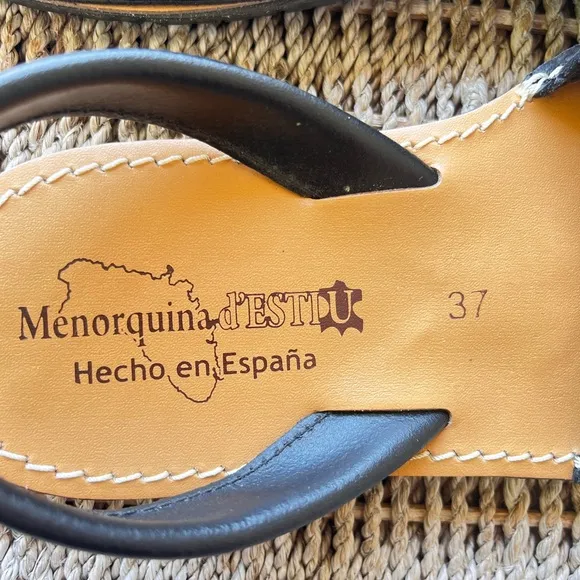 Menorquina d'ESTIU
Hecho en España
37